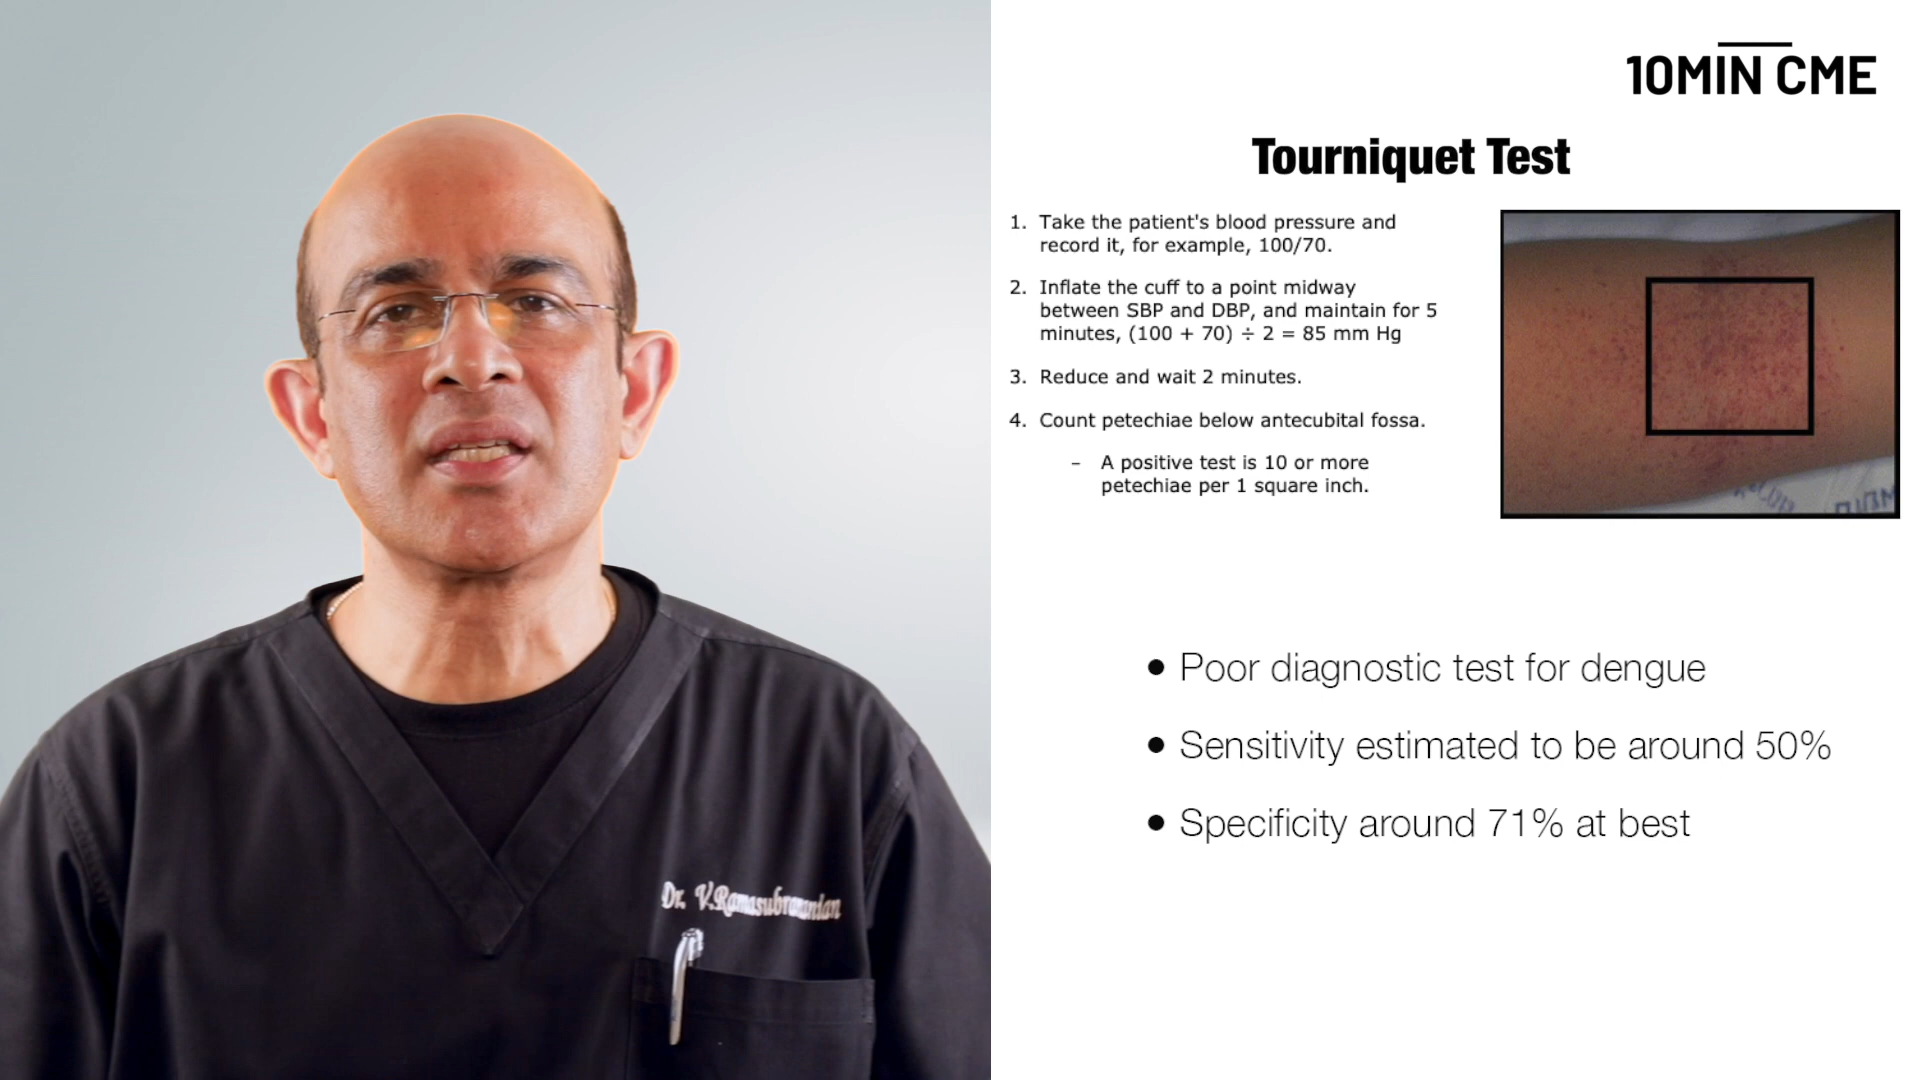 10MIN CME
Tourniquet Test
1. Take the patient's blood pressure and
record it, for example, 100/70.
2. Inflate the cuff to a point midway
between SBP and DBP, and maintain for 5
minutes, (100 + 70) ÷ 2 = 85 mm Hg
3. Reduce and wait 2 minutes.
4. Count petechiae below antecubital fossa.
– A positive test is 10 or more
petechiae per 1 square inch.
• Poor diagnostic test for dengue
• Sensitivity estimated to be around 50%
• Specificity around 71% at best
Dr. V.Ramasubramanian